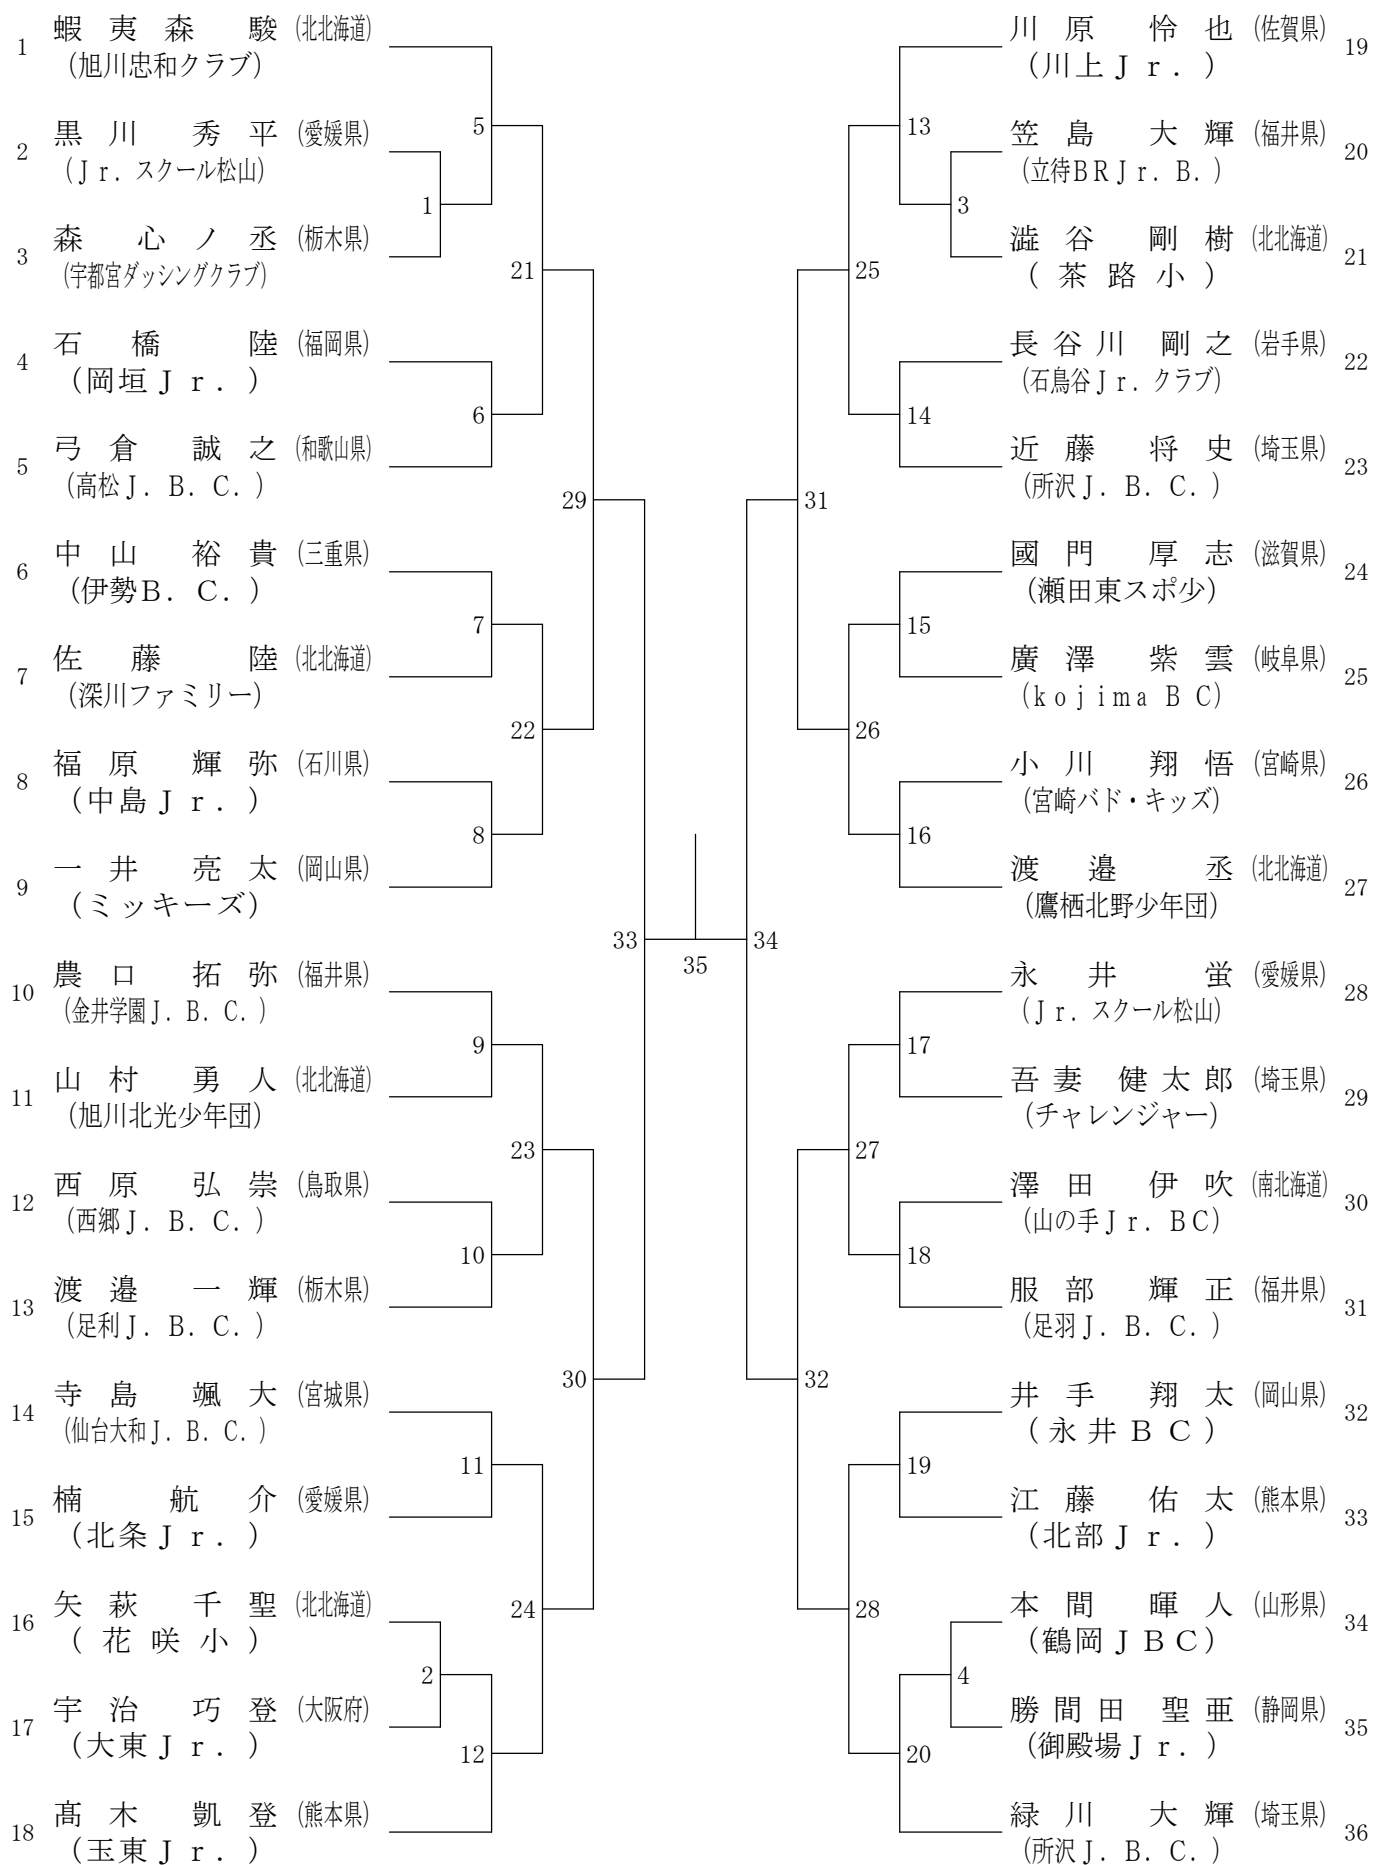 1 蝦夷森 駿 (北北海道)
(旭川忠和クラブ)
2 黒川 秀平 (愛媛県)
(Jr. スクール松山)
3 森 心ノ丞 (栃木県)
(宇都宮ダッシングクラブ)
4 石橋 陸 (福岡県)
(岡垣Jr.)
5 弓倉 誠之 (和歌山県)
(高松J. B. C.)
6 中山 裕貴 (三重県)
(伊勢B. C.)
7 佐藤 陸 (北北海道)
(深川ファミリー)
8 福原 輝弥 (石川県)
(中島Jr.)
9 一井 亮太 (岡山県)
(ミッキーズ)
10 農口 拓弥 (福井県)
(金井学園J. B. C.)
11 山村 勇人 (北北海道)
(旭川北光少年団)
12 西原 弘崇 (鳥取県)
(西郷J. B. C.)
13 渡邉 一輝 (栃木県)
(足利J. B. C.)
14 寺島 颯大 (宮城県)
(仙台大和J. B. C.)
15 楠 航介 (愛媛県)
(北条Jr.)
16 矢萩 千聖 (北北海道)
(花咲小)
17 宇治 巧登 (大阪府)
(大東Jr.)
18 髙木 凱登 (熊本県)
(玉東Jr.)
5
1
21
6
29
7
22
8
33
9
23
10
30
11
24
2
12
35
34
13
3
25
14
31
15
26
16
17
27
18
32
19
28
4
20
川原 怜也 (佐賀県) 19
(川上Jr.)
笠島 大輝 (福井県) 20
(立待BRJr. B.)
澁谷 剛樹 (北北海道) 21
(茶路小)
長谷川 剛之 (岩手県) 22
(石鳥谷Jr. クラブ)
近藤 将史 (埼玉県) 23
(所沢J. B. C.)
國門 厚志 (滋賀県) 24
(瀬田東スポ少)
廣澤 紫雲 (岐阜県) 25
(kojima BC)
小川 翔悟 (宮崎県) 26
(宮崎バド・キッズ)
渡邉 丞 (北北海道) 27
(鷹栖北野少年団)
永井 蛍 (愛媛県) 28
(Jr. スクール松山)
吾妻 健太郎 (埼玉県) 29
(チャレンジャー)
澤田 伊吹 (南北海道) 30
(山の手Jr. BC)
服部 輝正 (福井県) 31
(足羽J. B. C.)
井手 翔太 (岡山県) 32
(永井BC)
江藤 佑太 (熊本県) 33
(北部Jr.)
本間 暉人 (山形県) 34
(鶴岡JBC)
勝間田 聖亜 (静岡県) 35
(御殿場Jr.)
緑川 大輝 (埼玉県) 36
(所沢J. B. C.)